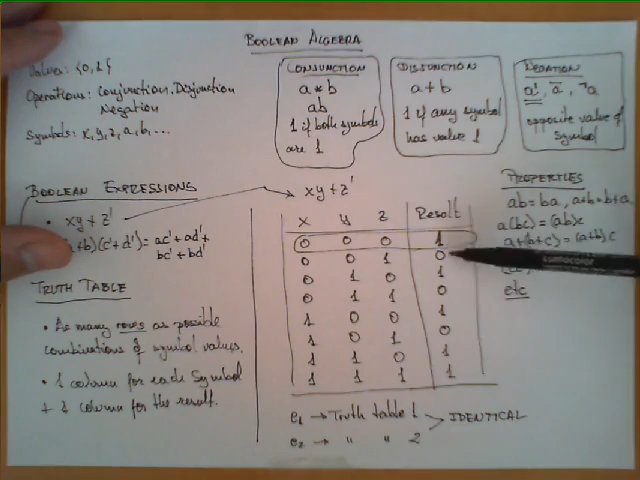 BOOLEAN ALGEBRA
Values: {0,1}
Operations: Conjunction, Disjunction
Negation
Symbols: x, y, z, a, b, ...
CONJUNCTION
a * b
ab
1 if both symbols
are 1
DISJUNCTION
a + b
1 if any symbol
has value 1
NEGATION
a', a̅, ¬a
opposite value of
symbol
BOOLEAN EXPRESSIONS
• xy + z'
+b)(c'+d') = ac' + ad' +
bc' + bd'
TRUTH TABLE
• As many rows as possible
combinations of symbol values.
• 1 column for each symbol
+ 1 column for the result.
xy + z'
x y z Result
0 0 0 1
0 0 1 0
0 1 0 1
0 1 1 0
1 0 0 1
1 0 1 0
1 1 0 1
1 1 1 1
e1 → Truth table 1
e2 → " " 2
IDENTICAL
PROPERTIES
ab = ba, a+b = b+a
a(bc) = (ab)c
a+(b+c) = (a+b)c
etc
lumocolor